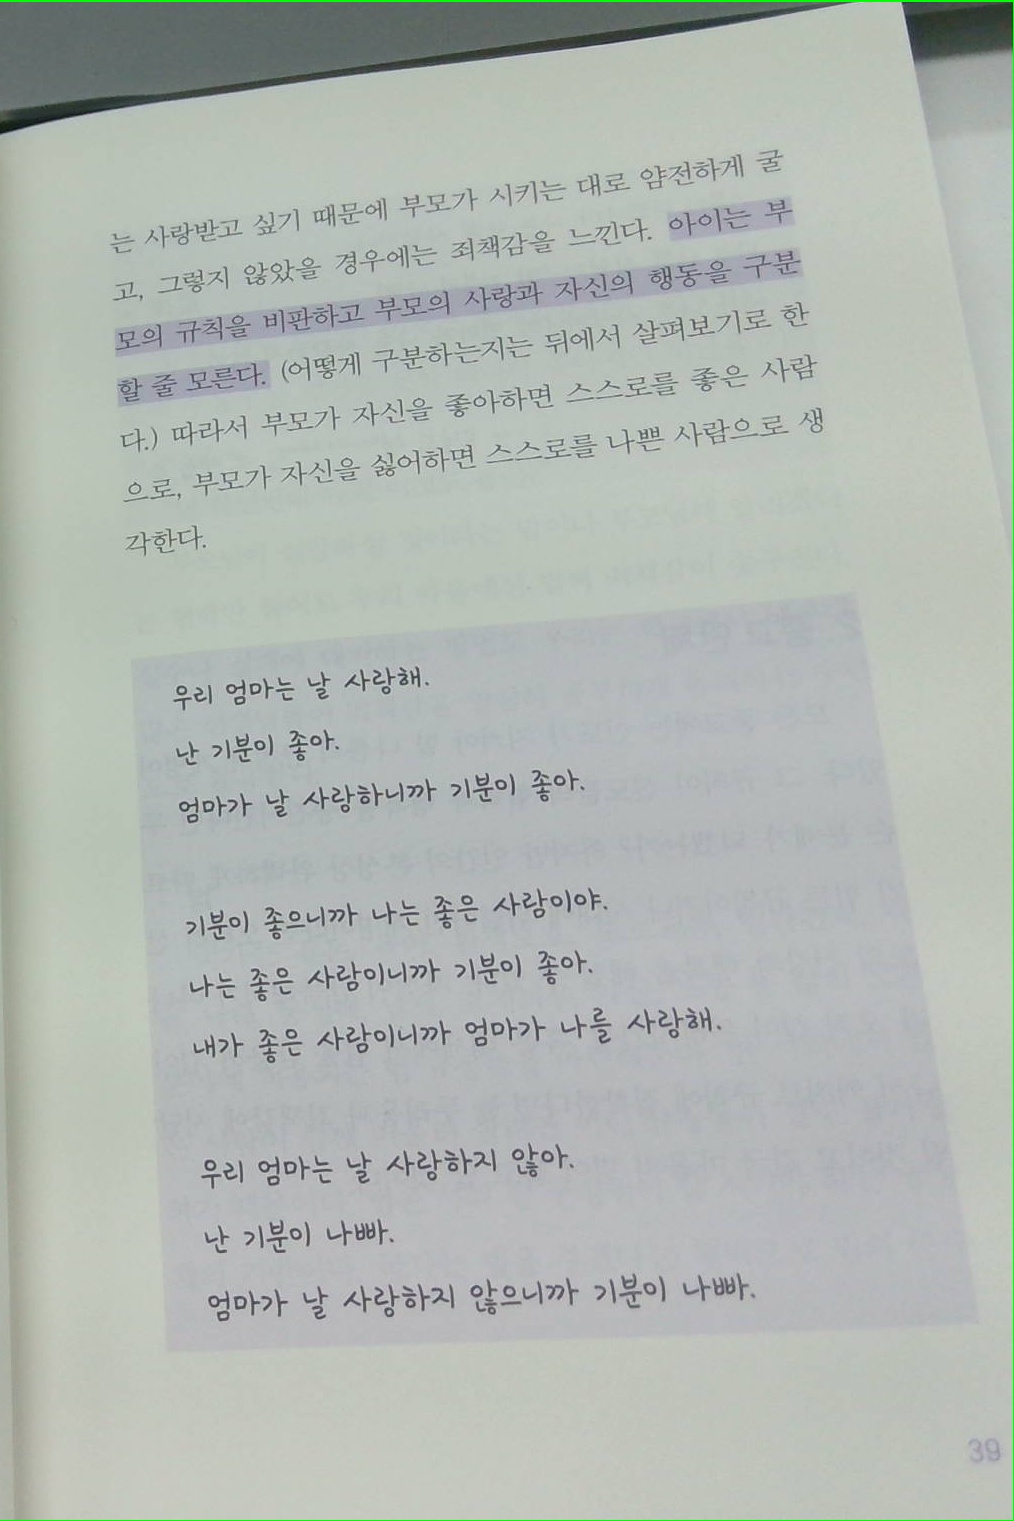 는 사랑받고 싶기 때문에 부모가 시키는 대로 얌전하게 굴
고, 그렇지 않았을 경우에는 죄책감을 느낀다. 아이는 부
모의 규칙을 비판하고 부모의 사랑과 자신의 행동을 구분
할 줄 모른다. (어떻게 구분하는지는 뒤에서 살펴보기로 한
다.) 따라서 부모가 자신을 좋아하면 스스로를 좋은 사람
으로, 부모가 자신을 싫어하면 스스로를 나쁜 사람으로 생
각한다.
우리 엄마는 날 사랑해.
난 기분이 좋아.
엄마가 날 사랑하니까 기분이 좋아.
기분이 좋으니까 나는 좋은 사람이야.
나는 좋은 사람이니까 기분이 좋아.
내가 좋은 사람이니까 엄마가 나를 사랑해.
우리 엄마는 날 사랑하지 않아.
난 기분이 나빠.
엄마가 날 사랑하지 않으니까 기분이 나빠.
39